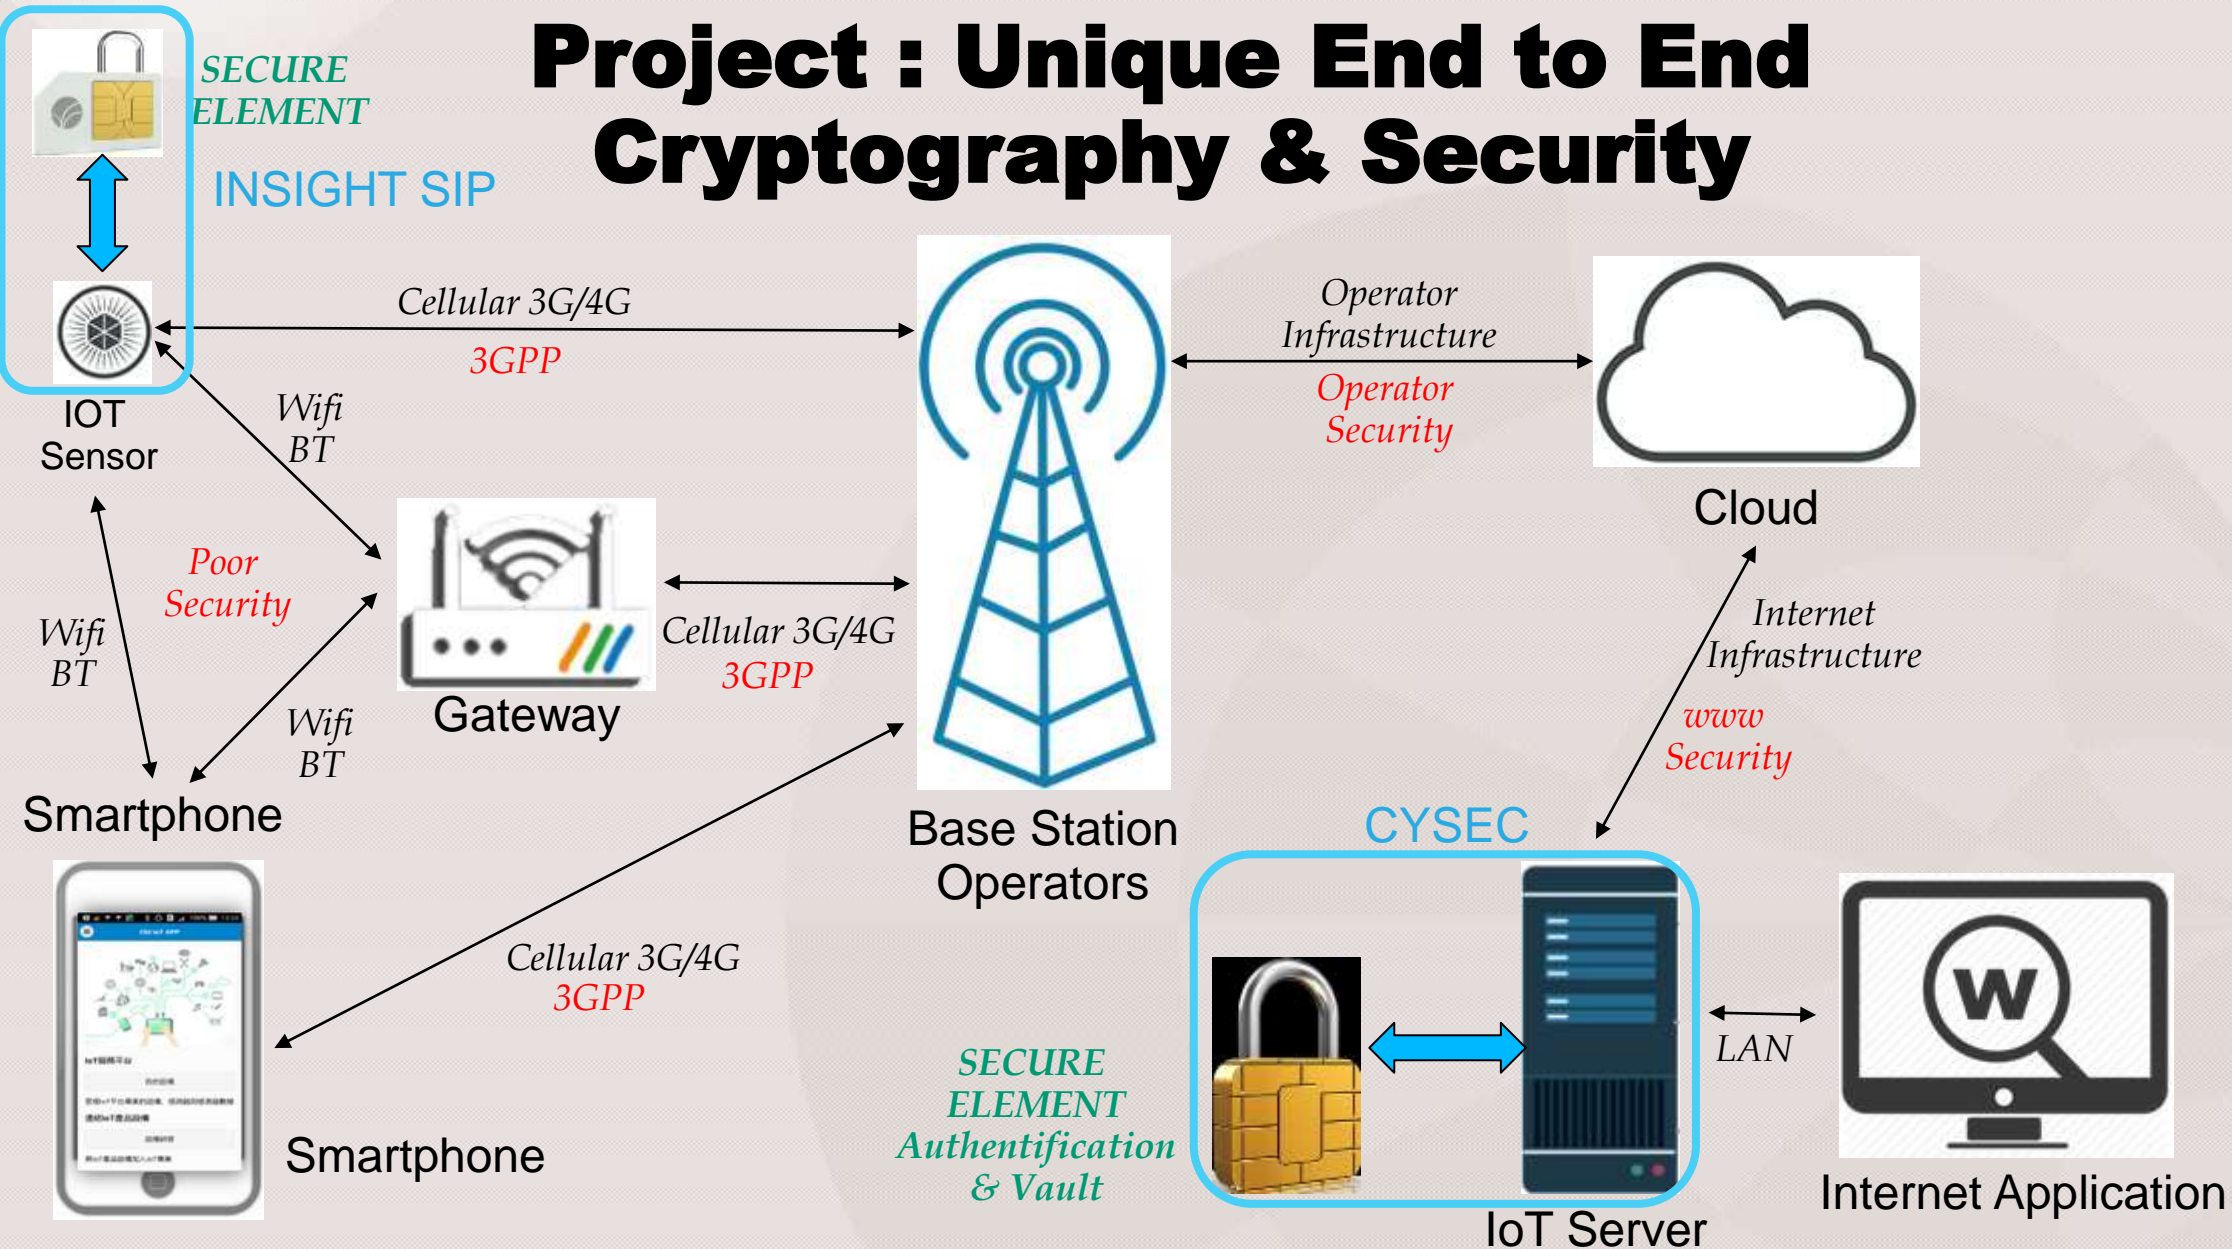 Project : Unique End to End
Cryptography & Security
SECURE
ELEMENT
INSIGHT SIP
Cellular 3G/4G
3GPP
Operator
Infrastructure
Operator
Security
IOT
Sensor
Wifi
BT
Cloud
Poor
Security
Wifi
BT
Cellular 3G/4G
3GPP
Internet
Infrastructure
www
Security
Gateway
Wifi
BT
Smartphone
Base Station
Operators
CYSEC
Cellular 3G/4G
3GPP
W
LAN
SECURE
ELEMENT
Authentification
& Vault
Smartphone
Internet Application
IoT Server